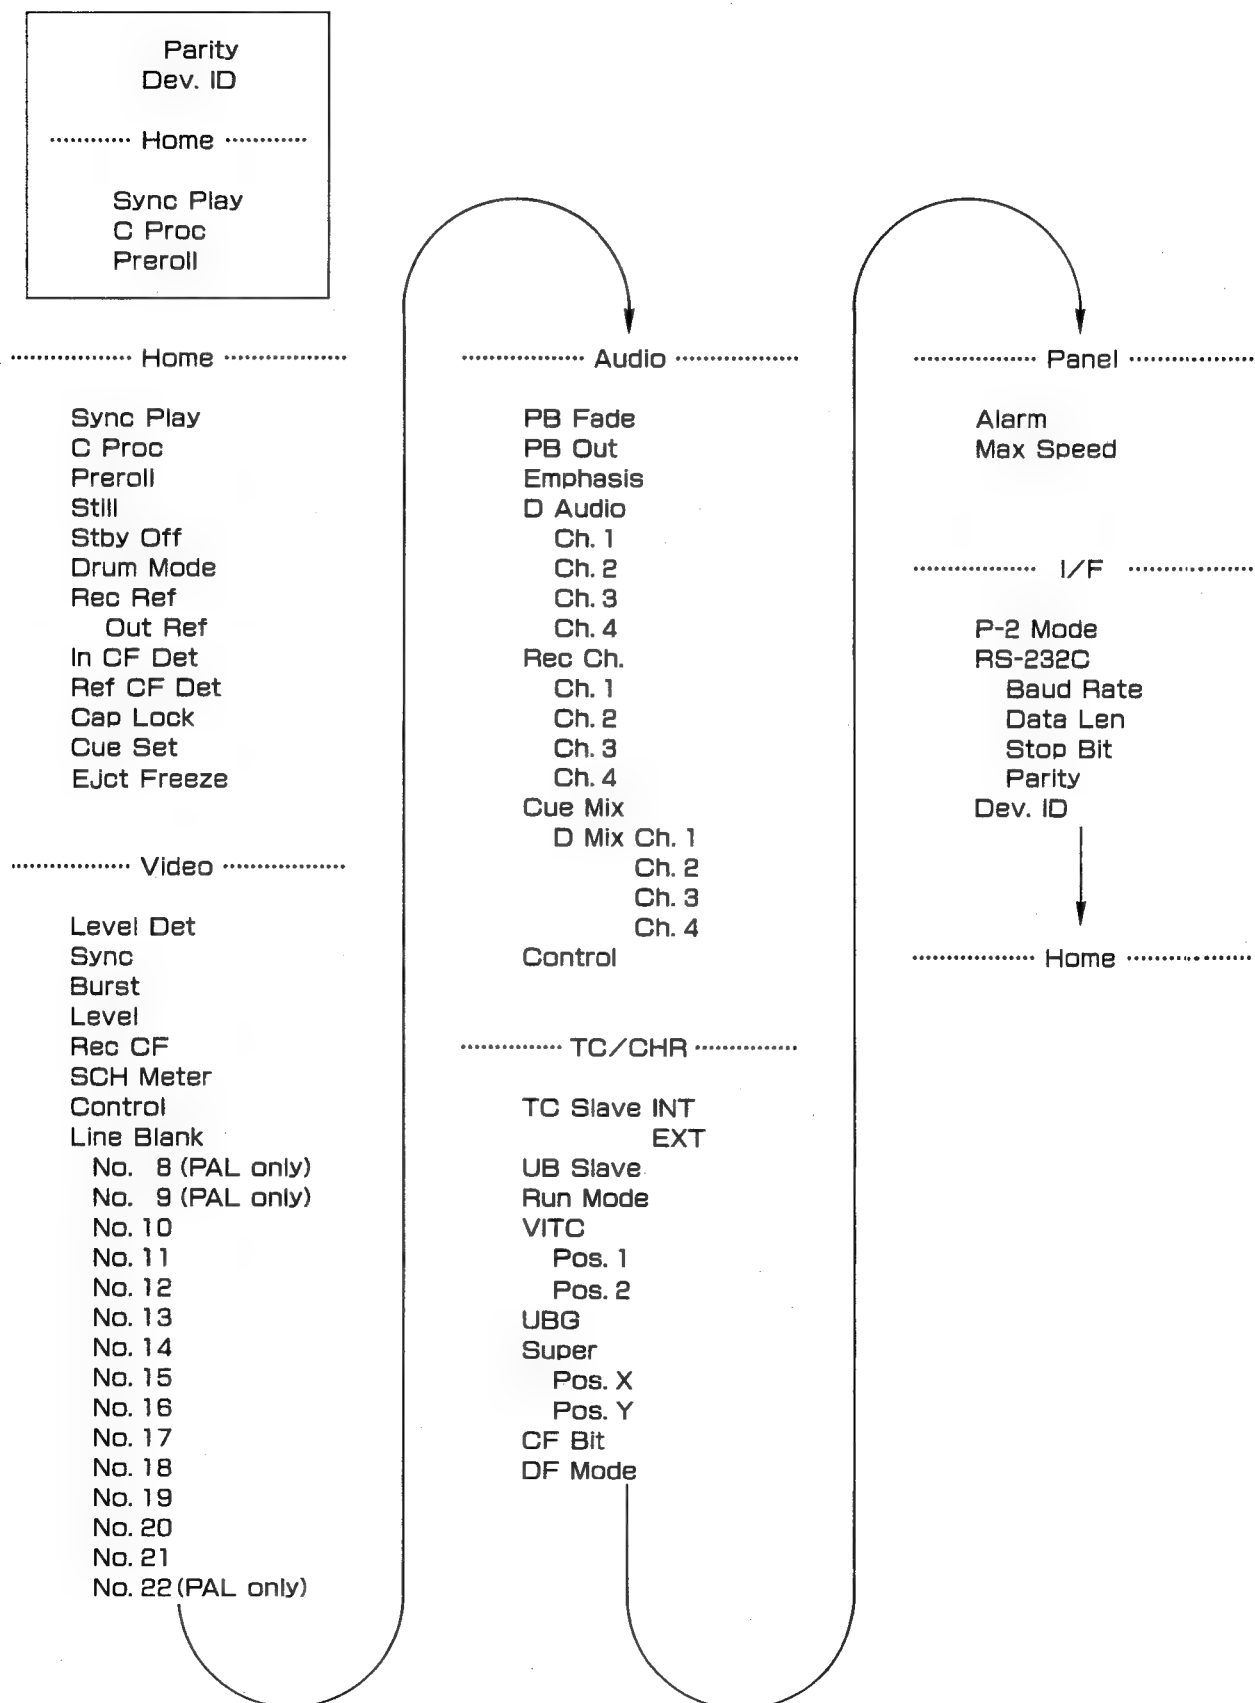 Parity
Dev. ID
Home
Sync Play
C Proc
Preroll
Home
Sync Play
C Proc
Preroll
Still
Stby Off
Drum Mode
Rec Ref
Out Ref
In CF Det
Ref CF Det
Cap Lock
Cue Set
Ejct Freeze
Video
Level Det
Sync
Burst
Level
Rec CF
SCH Meter
Control
Line Blank
No. 8 (PAL only)
No. 9 (PAL only)
No. 10
No. 11
No. 12
No. 13
No. 14
No. 15
No. 16
No. 17
No. 18
No. 19
No. 20
No. 21
No. 22 (PAL only)
Audio
PB Fade
PB Out
Emphasis
D Audio
Ch. 1
Ch. 2
Ch. 3
Ch. 4
Rec Ch.
Ch. 1
Ch. 2
Ch. 3
Ch. 4
Cue Mix
D Mix Ch. 1
Ch. 2
Ch. 3
Ch. 4
Control
TC/CHR
TC Slave INT
EXT
UB Slave
Run Mode
VITC
Pos. 1
Pos. 2
UBG
Super
Pos. X
Pos. Y
CF Bit
DF Mode
Panel
Alarm
Max Speed
I/F
P-2 Mode
RS-232C
Baud Rate
Data Len
Stop Bit
Parity
Dev. ID
Home